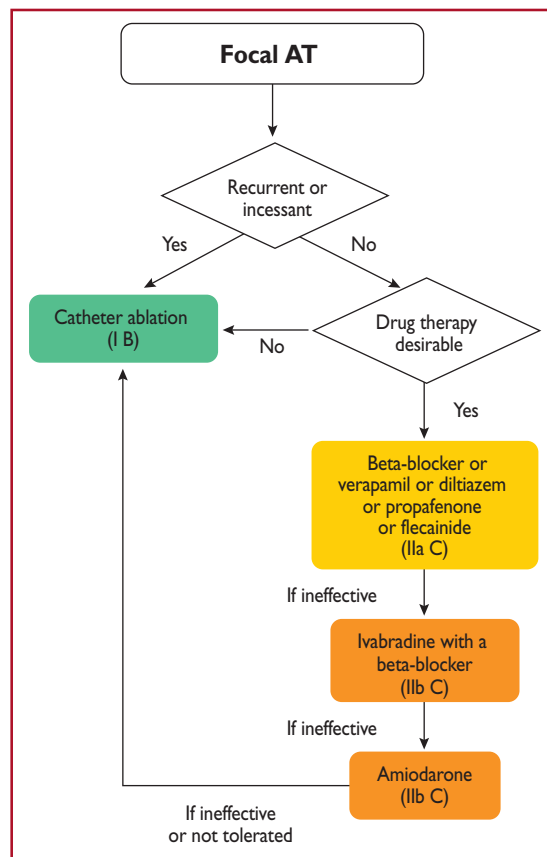 Focal AT
Recurrent or
incessant
Yes
No
Catheter ablation
(I B)
No
Drug therapy
desirable
Yes
Beta-blocker or
verapamil or diltiazem
or propafenone
or flecainide
(IIa C)
If ineffective
Ivabradine with a
beta-blocker
(IIb C)
If ineffective
Amiodarone
(IIb C)
If ineffective
or not tolerated